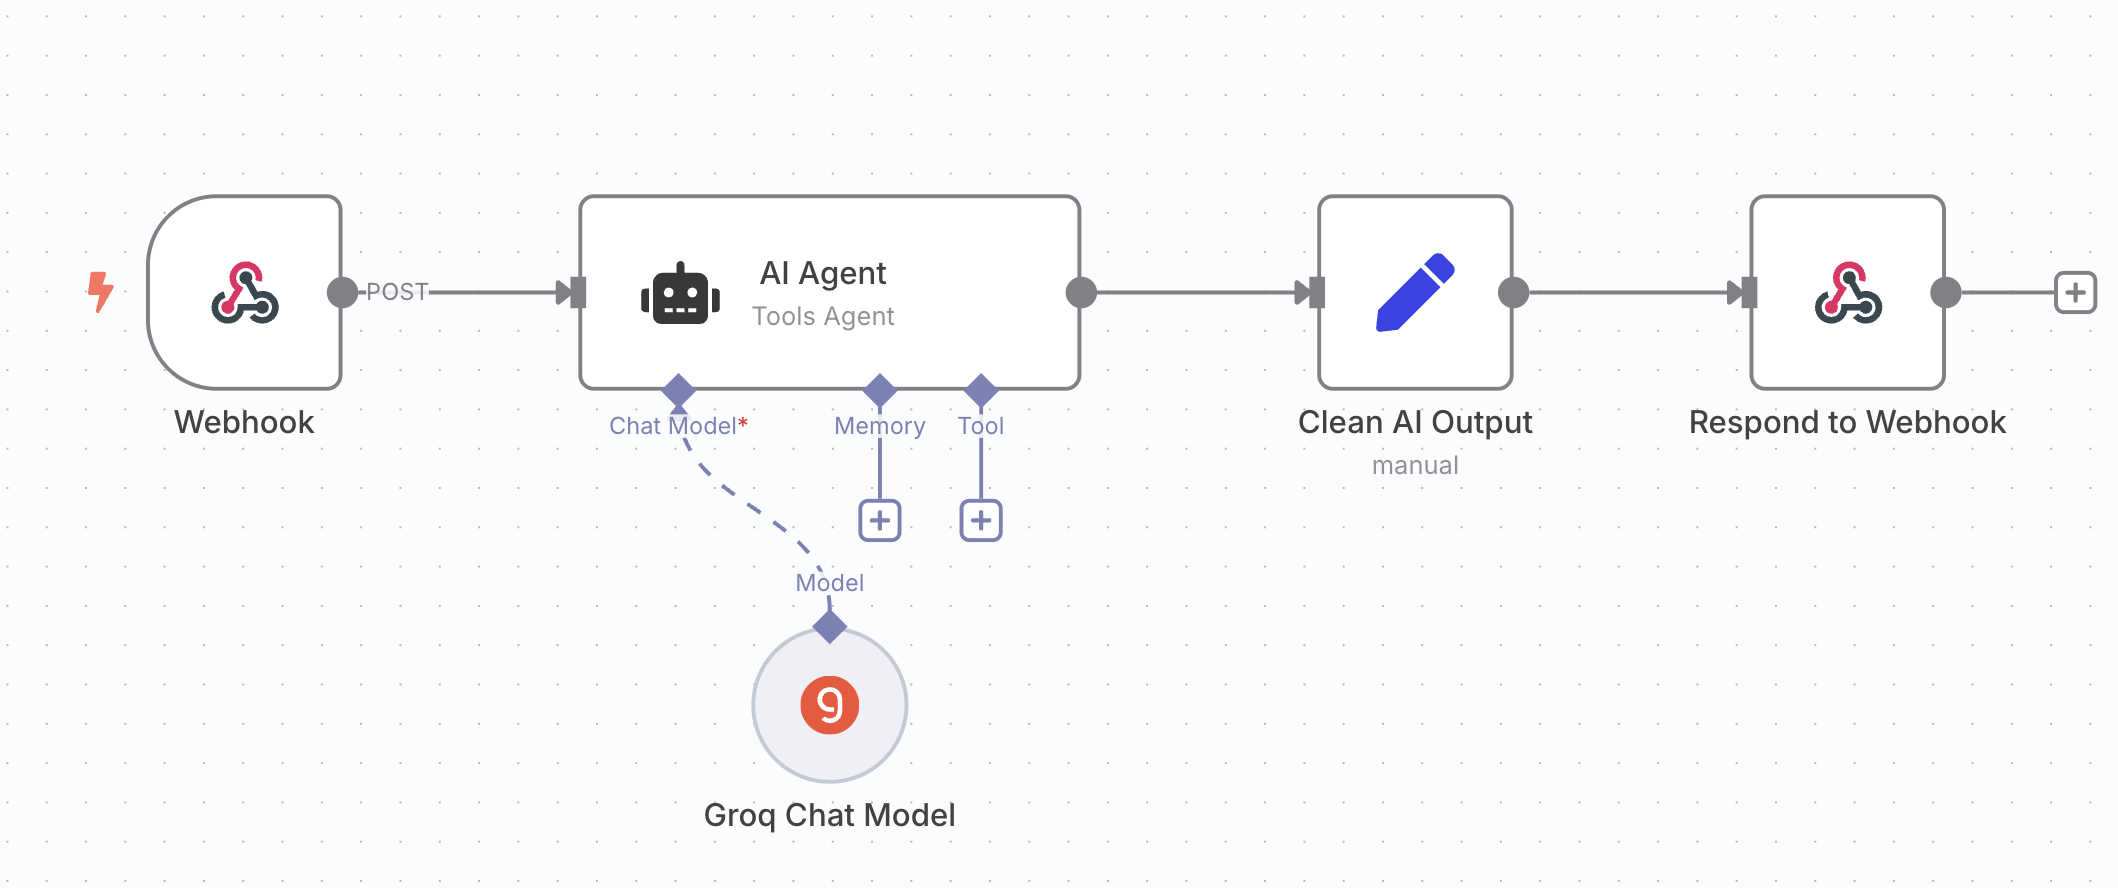 POST
AI Agent
Tools Agent
Webhook
Chat Model*
Memory
Tool
Clean AI Output
manual
Respond to Webhook
Model
Groq Chat Model